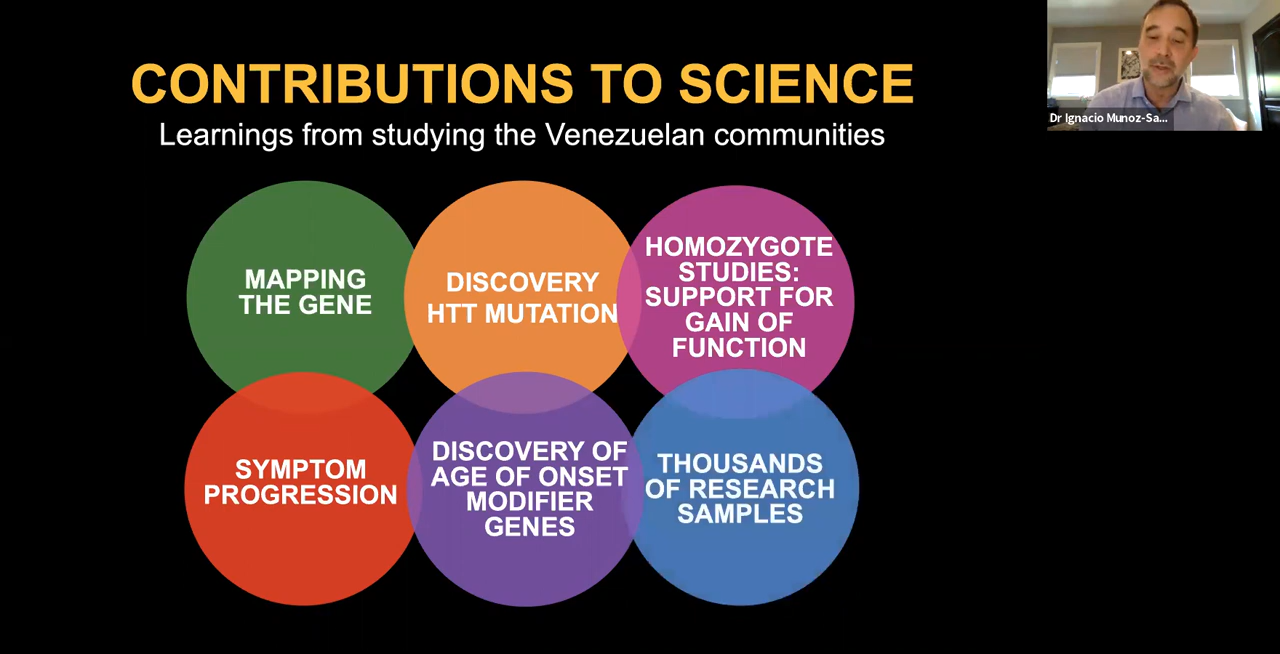 CONTRIBUTIONS TO SCIENCE
Learnings from studying the Venezuelan communities
MAPPING
THE GENE
DISCOVERY
HTT MUTATION
HOMOZYGOTE
STUDIES:
SUPPORT FOR
GAIN OF
FUNCTION
SYMPTOM
PROGRESSION
DISCOVERY OF
AGE OF ONSET
MODIFIER
GENES
THOUSANDS
OF RESEARCH
SAMPLES
Dr Ignacio Munoz-Sa...